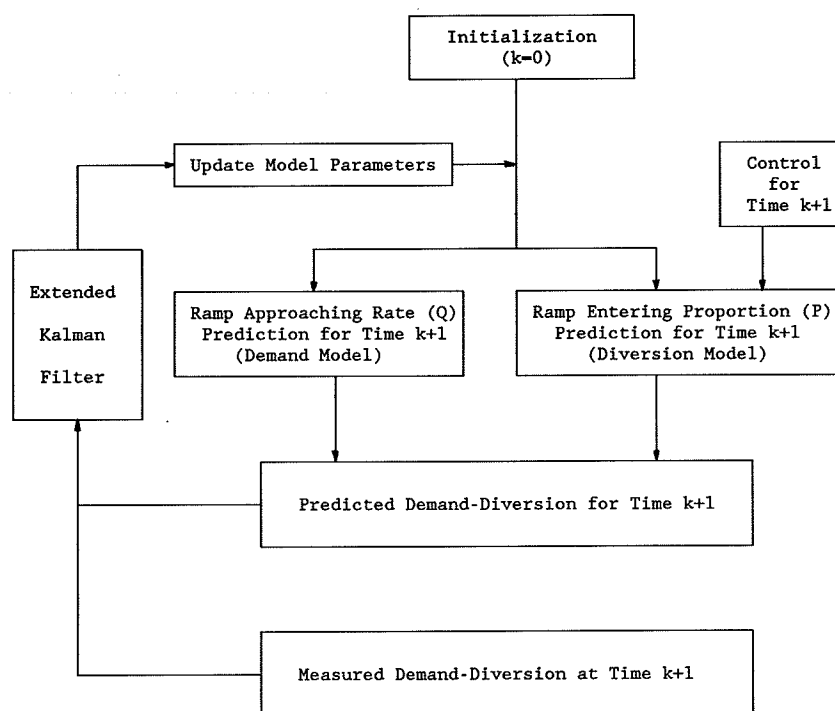 Initialization
(k=0)
Update Model Parameters
Control
for
Time k+1
Extended
Kalman
Filter
Ramp Approaching Rate (Q)
Prediction for Time k+1
(Demand Model)
Ramp Entering Proportion (P)
Prediction for Time k+1
(Diversion Model)
Predicted Demand-Diversion for Time k+1
Measured Demand-Diversion at Time k+1